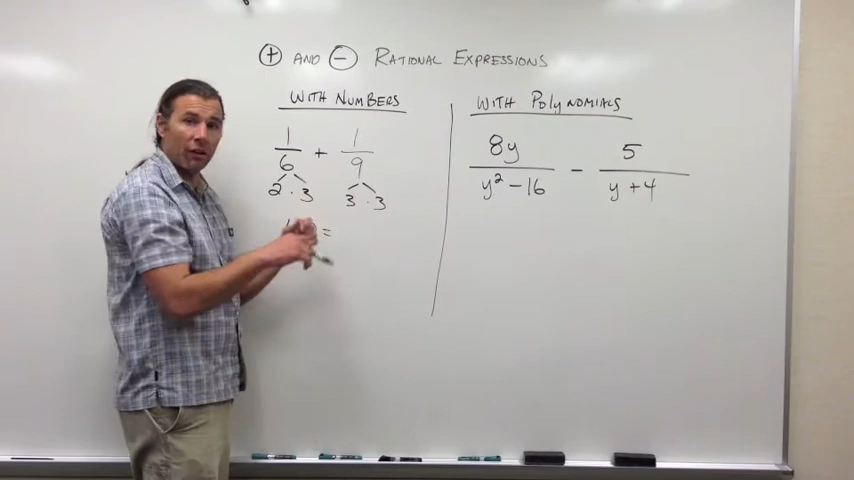 + AND - RATIONAL EXPRESSIONS
WITH NUMBERS
1/6 + 1/9
2 · 3 3 · 3
=
WITH POLYNOMIALS
8y/y² - 16 - 5/y + 4